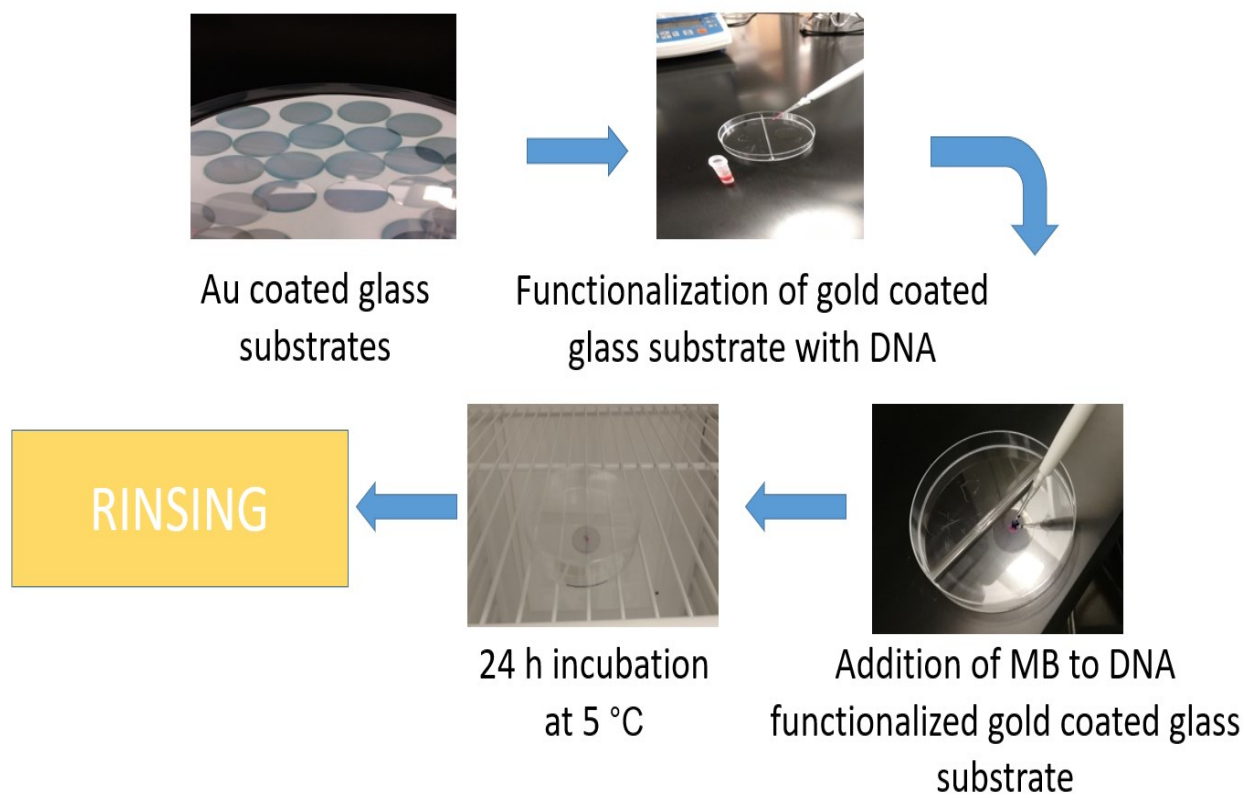 Au coated glass
substrates
Functionalization of gold coated
glass substrate with DNA
Addition of MB to DNA
functionalized gold coated glass
substrate
24 h incubation
at 5 °C
RINSING